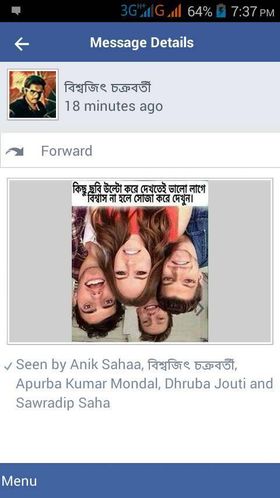 3G G 64% 7:37 PM
Message Details
বিশ্বজিৎ চক্রবর্তী
18 minutes ago
Forward
কিছু ছবি উল্টো করে দেখতেই ভালো লাগে
বিশ্বাস না হলে সোজা করে দেখুন।
Seen by Anik Sahaa, বিশ্বজিৎ চক্রবর্তী,
Apurba Kumar Mondal, Dhruba Jouti and
Sawradip Saha
Menu